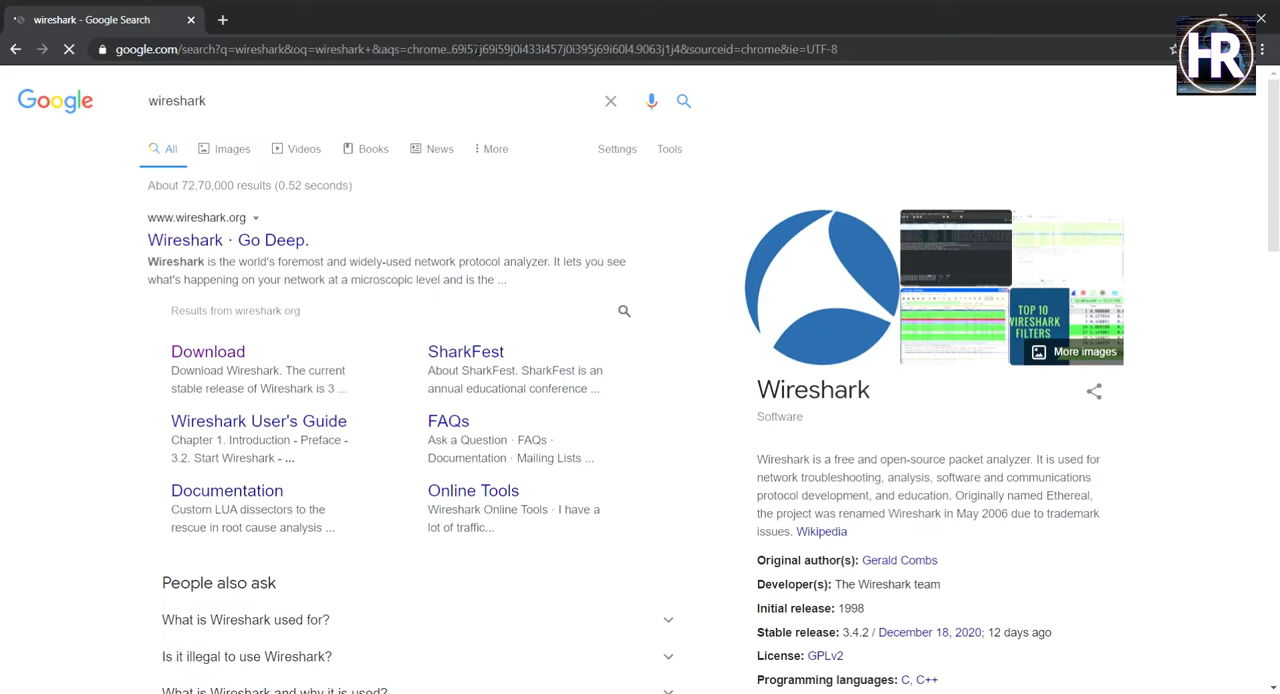 wireshark - Google Search
google.com/search?q=wireshark&oq=wireshark+&aqs=chrome..69i57j69i59j0i433i457j0i395j69i60l4.9063j1j4&sourceid=chrome&ie=UTF-8
HR
Google
wireshark
All
Images
Videos
Books
News
More
Settings
Tools
About 72,70,000 results (0.52 seconds)
www.wireshark.org
Wireshark · Go Deep.
Wireshark is the world's foremost and widely-used network protocol analyzer. It lets you see
what's happening on your network at a microscopic level and is the ...
Results from wireshark org
Download
Download Wireshark. The current
stable release of Wireshark is 3 ...
SharkFest
About SharkFest. SharkFest is an
annual educational conference ...
Wireshark User's Guide
Chapter 1. Introduction - Preface -
3.2. Start Wireshark - ...
FAQs
Ask a Question · FAQs ·
Documentation · Mailing Lists ...
Documentation
Custom LUA dissectors to the
rescue in root cause analysis ...
Online Tools
Wireshark Online Tools · I have a
lot of traffic...
People also ask
What is Wireshark used for?
Is it illegal to use Wireshark?
What is Wireshark and why it is used?
TOP 10
WIRESHARK
FILTERS
More images
Wireshark
Software
Wireshark is a free and open-source packet analyzer. It is used for
network troubleshooting, analysis, software and communications
protocol development, and education. Originally named Ethereal,
the project was renamed Wireshark in May 2006 due to trademark
issues. Wikipedia
Original author(s): Gerald Combs
Developer(s): The Wireshark team
Initial release: 1998
Stable release: 3.4.2 / December 18, 2020; 12 days ago
License: GPLv2
Programming languages: C, C++